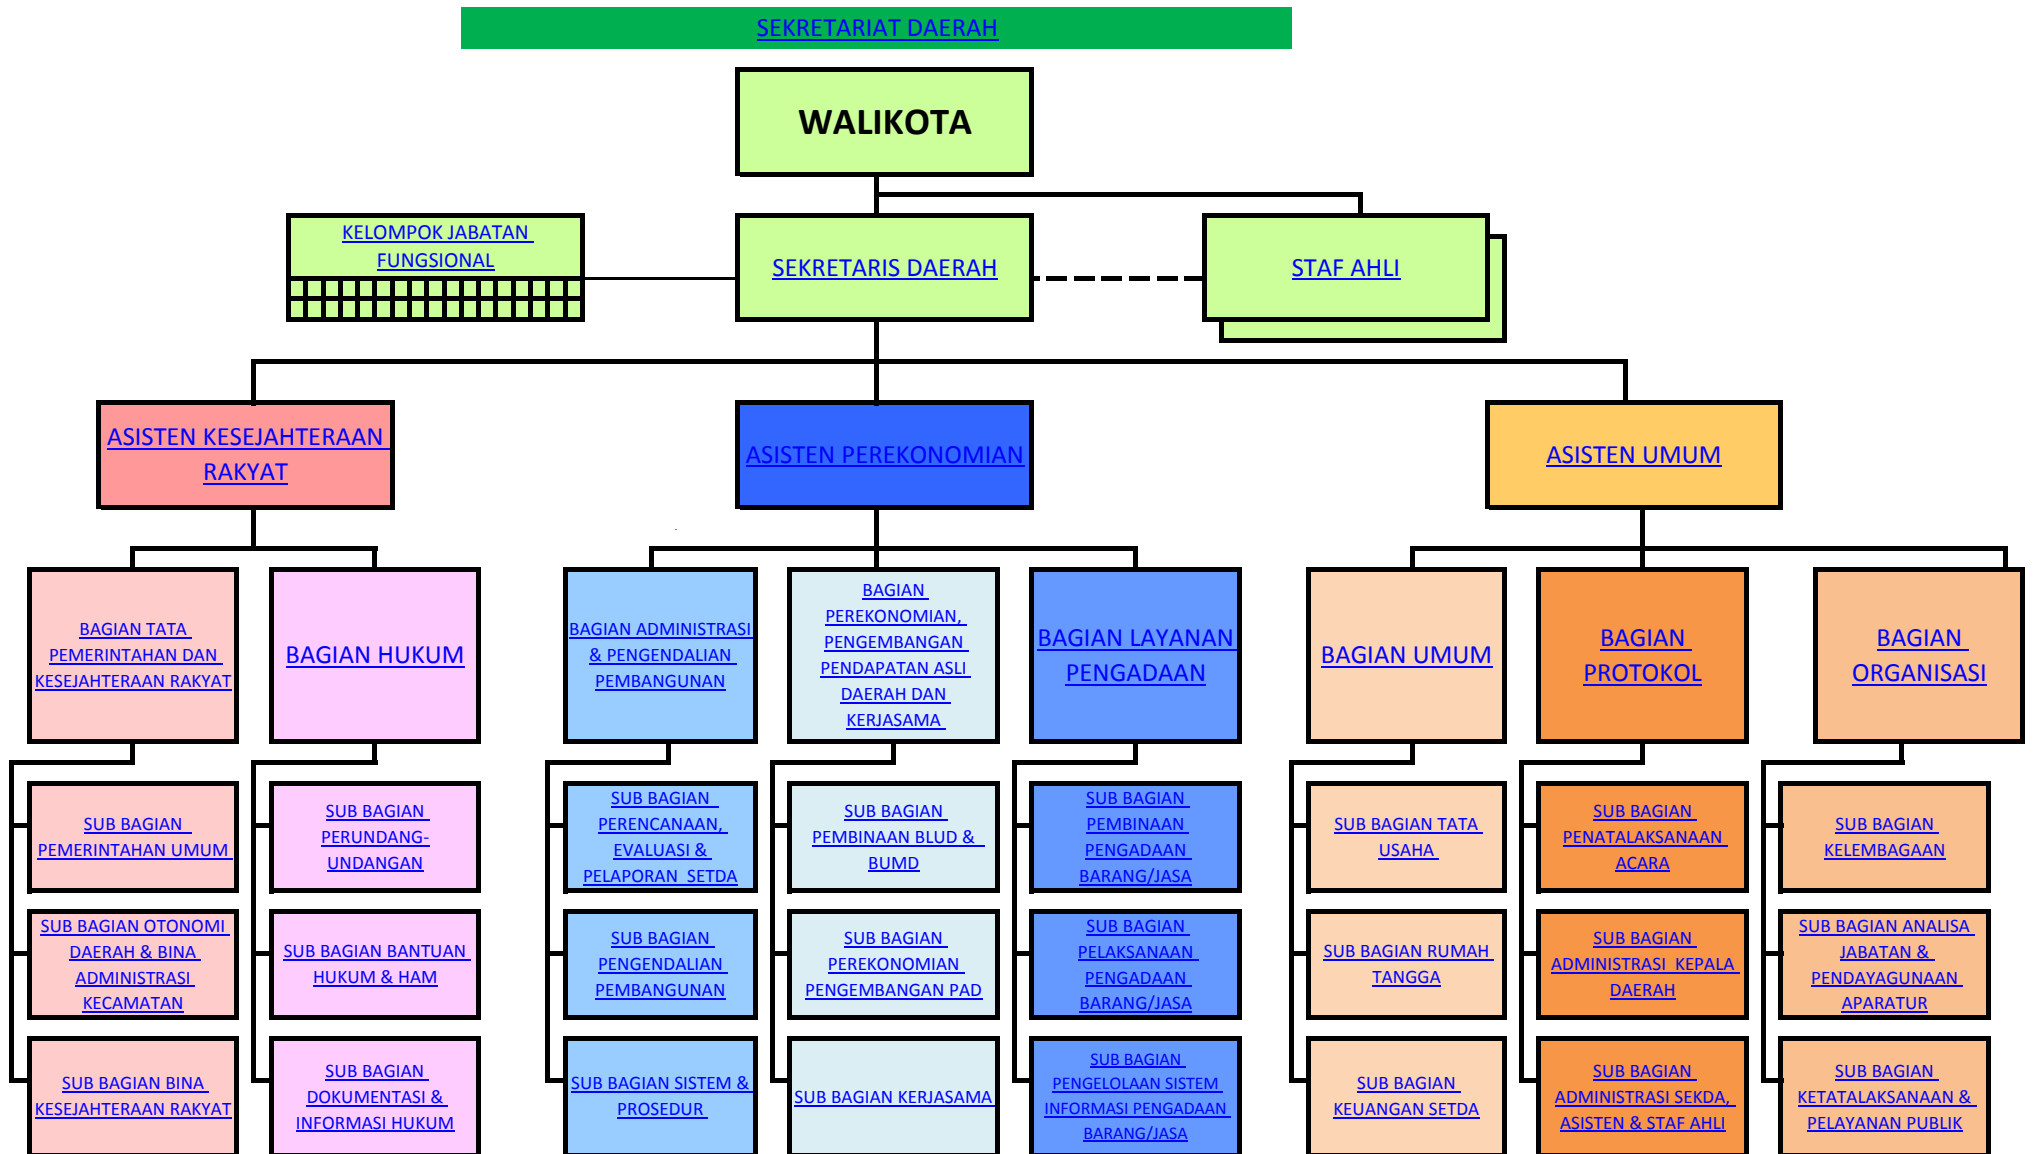 SEKRETARIAT DAERAH
WALIKOTA
KELOMPOK JABATAN
FUNGSIONAL
SEKRETARIS DAERAH
STAF AHLI
ASISTEN KESEJAHTERAAN
RAKYAT
ASISTEN PEREKONOMIAN
ASISTEN UMUM
BAGIAN TATA
PEMERINTAHAN DAN
KESEJAHTERAAN RAKYAT
BAGIAN HUKUM
BAGIAN ADMINISTRASI
& PENGENDALIAN
PEMBANGUNAN
BAGIAN
PEREKONOMIAN,
PENGEMBANGAN
PENDAPATAN ASLI
DAERAH DAN
KERJASAMA
BAGIAN LAYANAN
PENGADAAN
BAGIAN UMUM
BAGIAN
PROTOKOL
BAGIAN
ORGANISASI
SUB BAGIAN
PEMERINTAHAN UMUM
SUB BAGIAN
PERUNDANG-
UNDANGAN
SUB BAGIAN
PERENCANAAN,
EVALUASI &
PELAPORAN  SETDA
SUB BAGIAN
PEMBINAAN BLUD &
BUMD
SUB BAGIAN
PEMBINAAN
PENGADAAN
BARANG/JASA
SUB BAGIAN TATA
USAHA
SUB BAGIAN
PENATALAKSANAAN
ACARA
SUB BAGIAN
KELEMBAGAAN
SUB BAGIAN OTONOMI
DAERAH & BINA
ADMINISTRASI
KECAMATAN
SUB BAGIAN BANTUAN
HUKUM & HAM
SUB BAGIAN
PENGENDALIAN
PEMBANGUNAN
SUB BAGIAN
PEREKONOMIAN
PENGEMBANGAN PAD
SUB BAGIAN
PELAKSANAAN
PENGADAAN
BARANG/JASA
SUB BAGIAN RUMAH
TANGGA
SUB BAGIAN
ADMINISTRASI  KEPALA
DAERAH
SUB BAGIAN ANALISA
JABATAN &
PENDAYAGUNAAN
APARATUR
SUB BAGIAN BINA
KESEJAHTERAAN RAKYAT
SUB BAGIAN
DOKUMENTASI &
INFORMASI HUKUM
SUB BAGIAN SISTEM &
PROSEDUR
SUB BAGIAN KERJASAMA
SUB BAGIAN
PENGELOLAAN SISTEM
INFORMASI PENGADAAN
BARANG/JASA
SUB BAGIAN
KEUANGAN SETDA
SUB BAGIAN
ADMINISTRASI SEKDA,
ASISTEN & STAF AHLI
SUB BAGIAN
KETATALAKSANAAN &
PELAYANAN PUBLIK